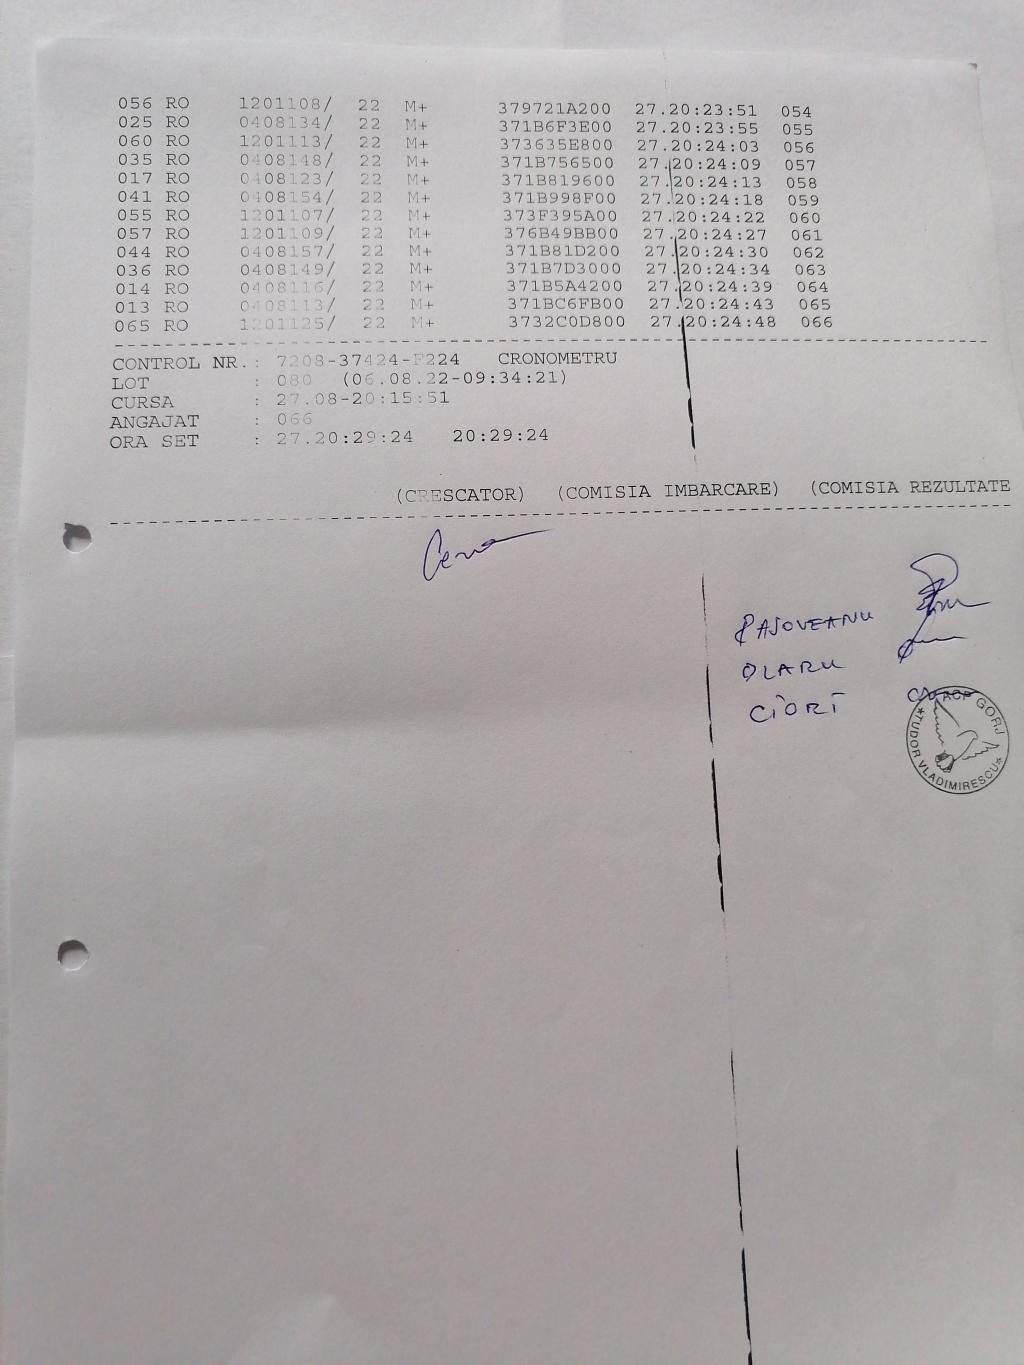 056 RO 1201108/ 22 M+ 379721A200 27.20:23:51 054
025 RO 0408134/ 22 M+ 371B6F3E00 27.20:23:55 055
060 RO 1201113/ 22 M+ 373635E800 27.20:24:03 056
035 RO 0408148/ 22 M+ 371B756500 27.20:24:09 057
017 RO 0408123/ 22 M+ 371B819600 27.20:24:13 058
041 RO 0408154/ 22 M+ 371B998F00 27.20:24:18 059
055 RO 1201107/ 22 M+ 373F395A00 27.20:24:22 060
057 RO 1201109/ 22 M+ 376B49BB00 27.20:24:27 061
044 RO 0408157/ 22 M+ 371B81D200 27.20:24:30 062
036 RO 0408149/ 22 M+ 371B7D3000 27.20:24:34 063
014 RO 0408116/ 22 M+ 371B5A4200 27.20:24:39 064
013 RO 0408113/ 22 M+ 371BC6FB00 27.20:24:43 065
065 RO 1201125/ 22 M+ 3732C0D800 27.20:24:48 066
CONTROL NR.: 7208-37424-F224 CRONOMETRU
LOT : 080 (06.08.22-09:34:21)
CURSA : 27.08-20:15:51
ANGAJAT : 066
ORA SET : 27.20:29:24 20:29:24
(CRESCATOR) (COMISIA IMBARCARE) (COMISIA REZULTATE
OLARU
CIORI
ACP GORJ
*TUDOR VLADIMIRESCU*